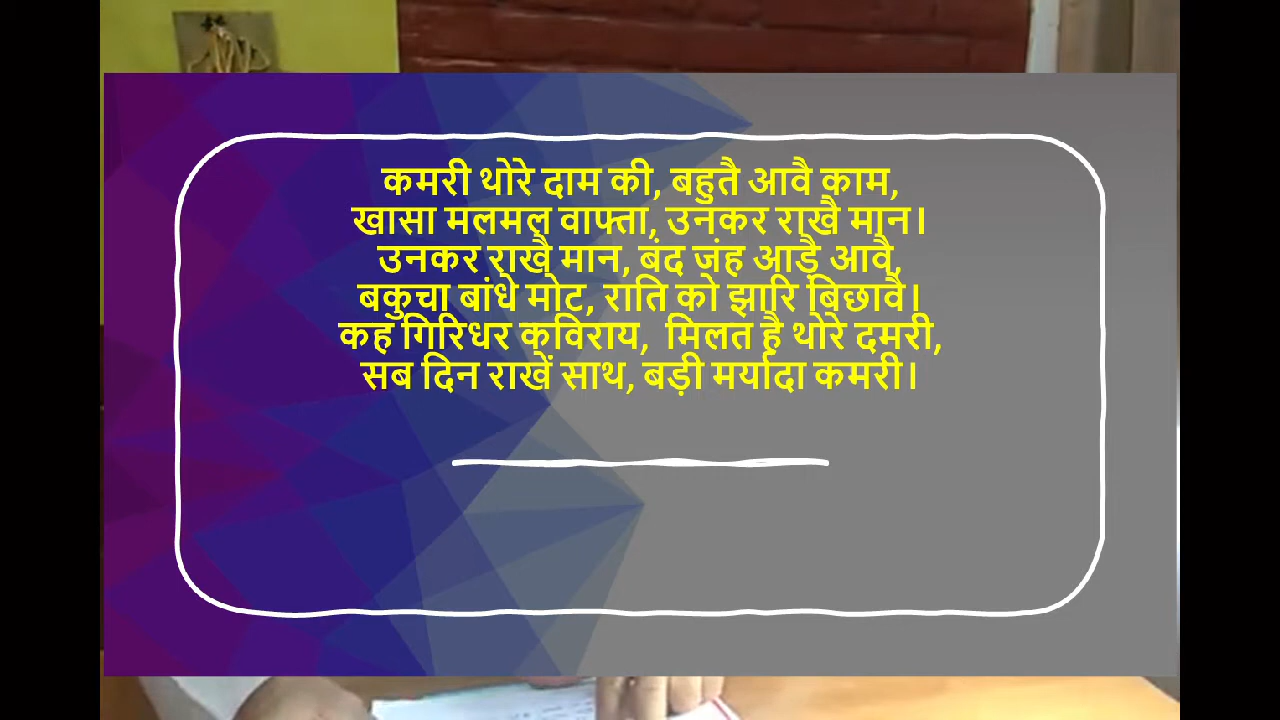 कमरी थोरे दाम की, बहुतै आवै काम,
खासा मलमल वाफ्ता, उनकर राखै मान।
उनकर राखै मान, बंद जंह आड़ै आवै,
बकुचा बांधे मोट, राति को झारि बिछावै।
कह गिरिधर कविराय, मिलत है थोरे दमरी,
सब दिन राखें साथ, बड़ी मर्यादा कमरी।